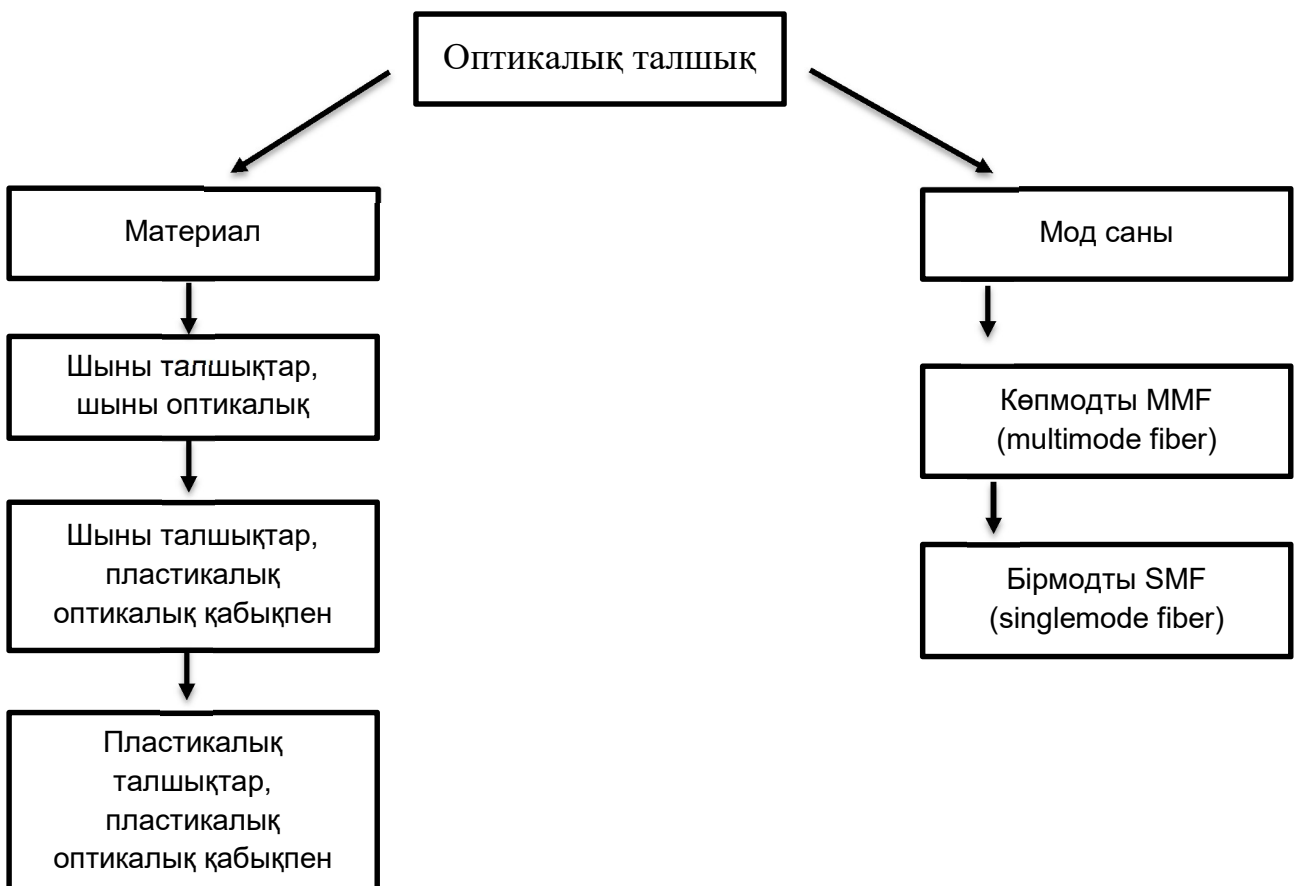 Оптикалық талшық
Материал
Шыны талшықтар,
шыны оптикалық
Шыны талшықтар,
пластикалық
оптикалық қабықпен
Пластикалық
талшықтар,
пластикалық
оптикалық қабықпен
Мод саны
Көпмодты MMF
(multimode fiber)
Бірмодты SMF
(singlemode fiber)